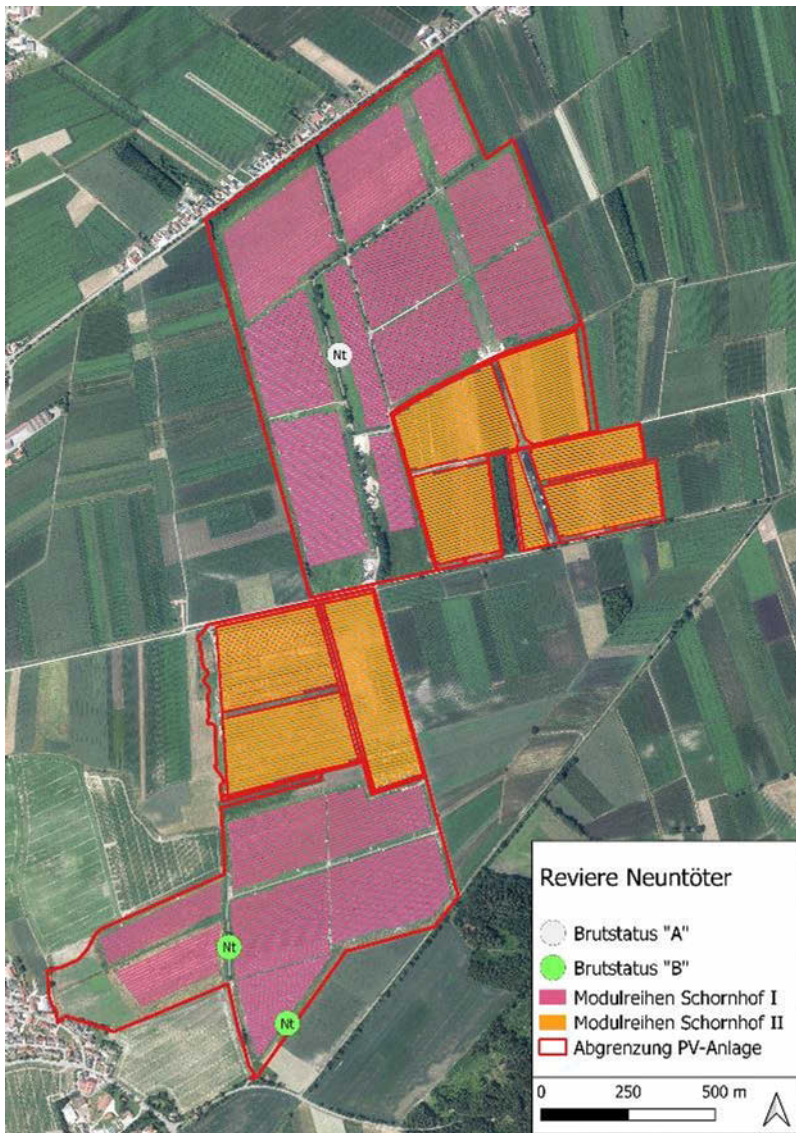 Nt
Nt
Nt
Reviere Neuntöter
Brutstatus "A"
Brutstatus "B"
Modulreihen Schornhof I
Modulreihen Schornhof II
Abgrenzung PV-Anlage
0 250 500 m